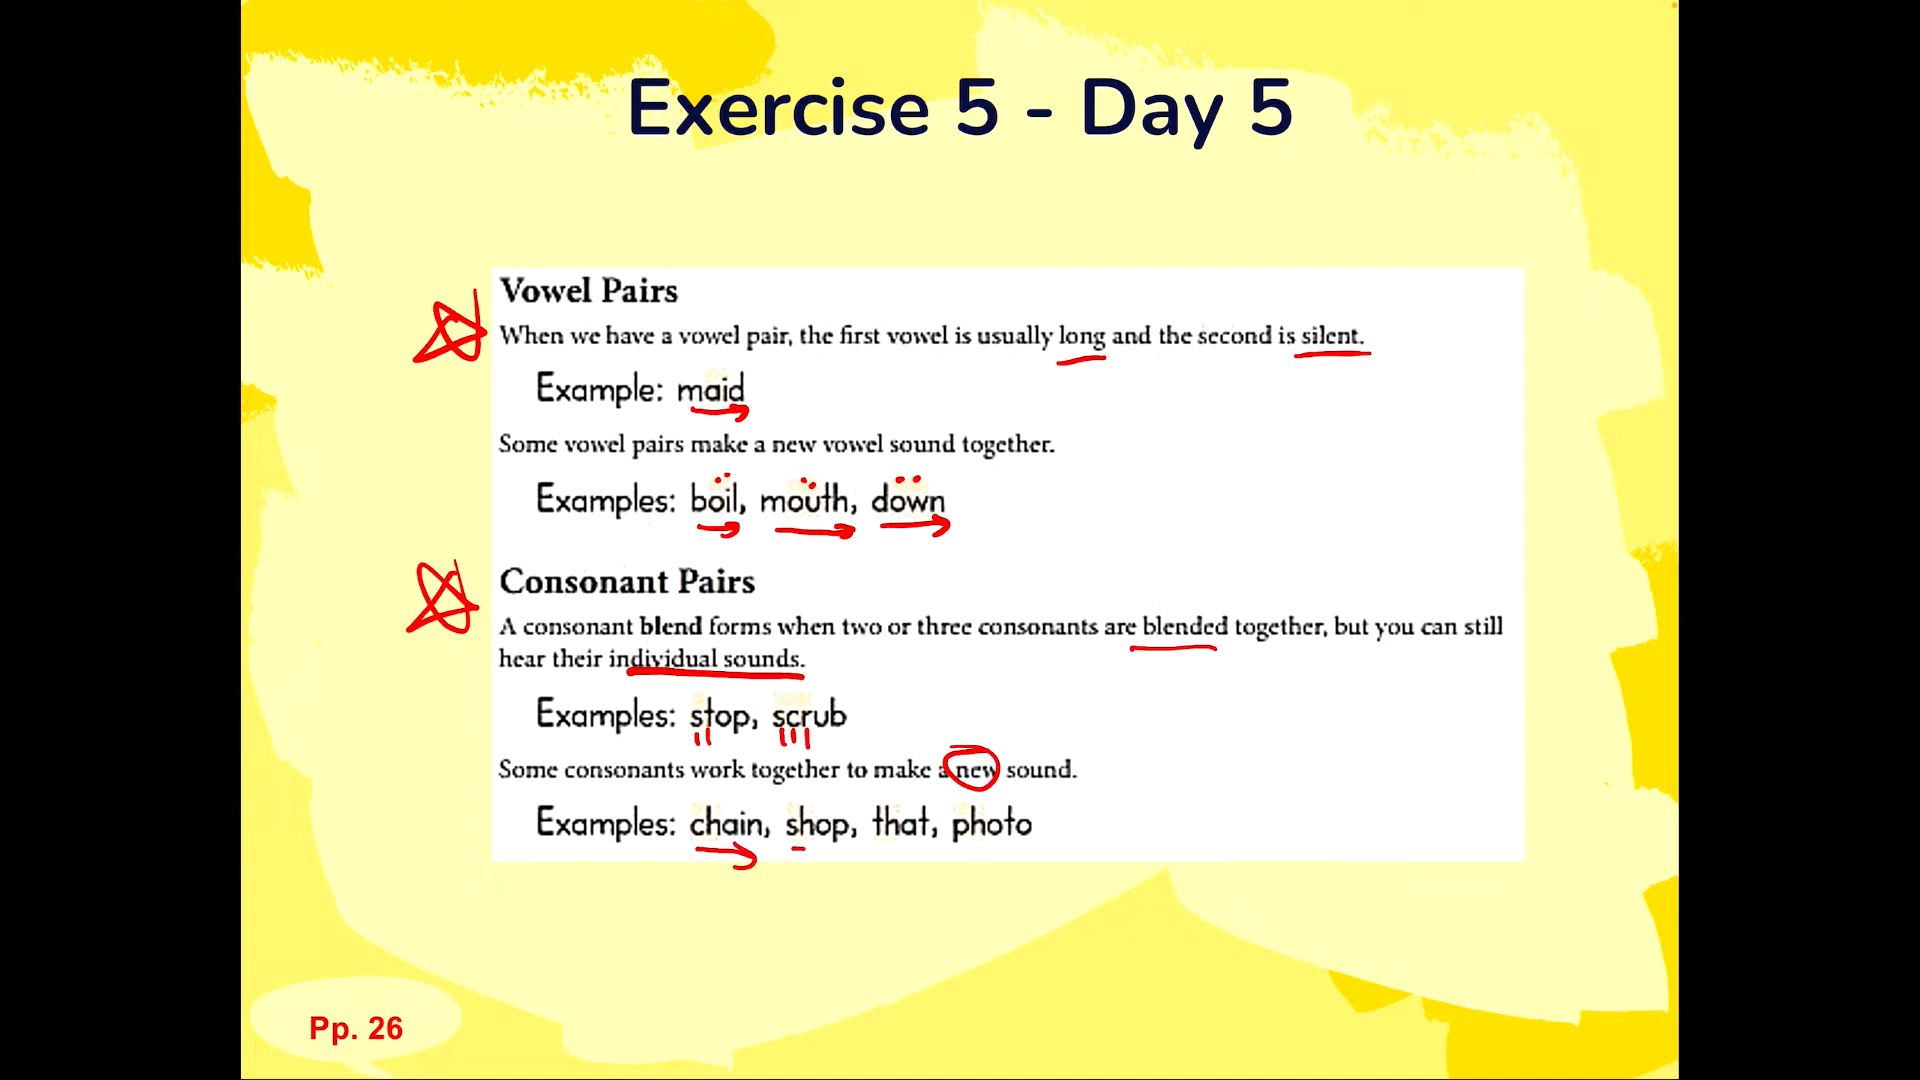 Exercise 5 - Day 5
Vowel Pairs
When we have a vowel pair, the first vowel is usually long and the second is silent.
Example: maid
Some vowel pairs make a new vowel sound together.
Examples: boil, mouth, down
Consonant Pairs
A consonant blend forms when two or three consonants are blended together, but you can still
hear their individual sounds.
Examples: stop, scrub
Some consonants work together to make a new sound.
Examples: chain, shop, that, photo
Pp. 26